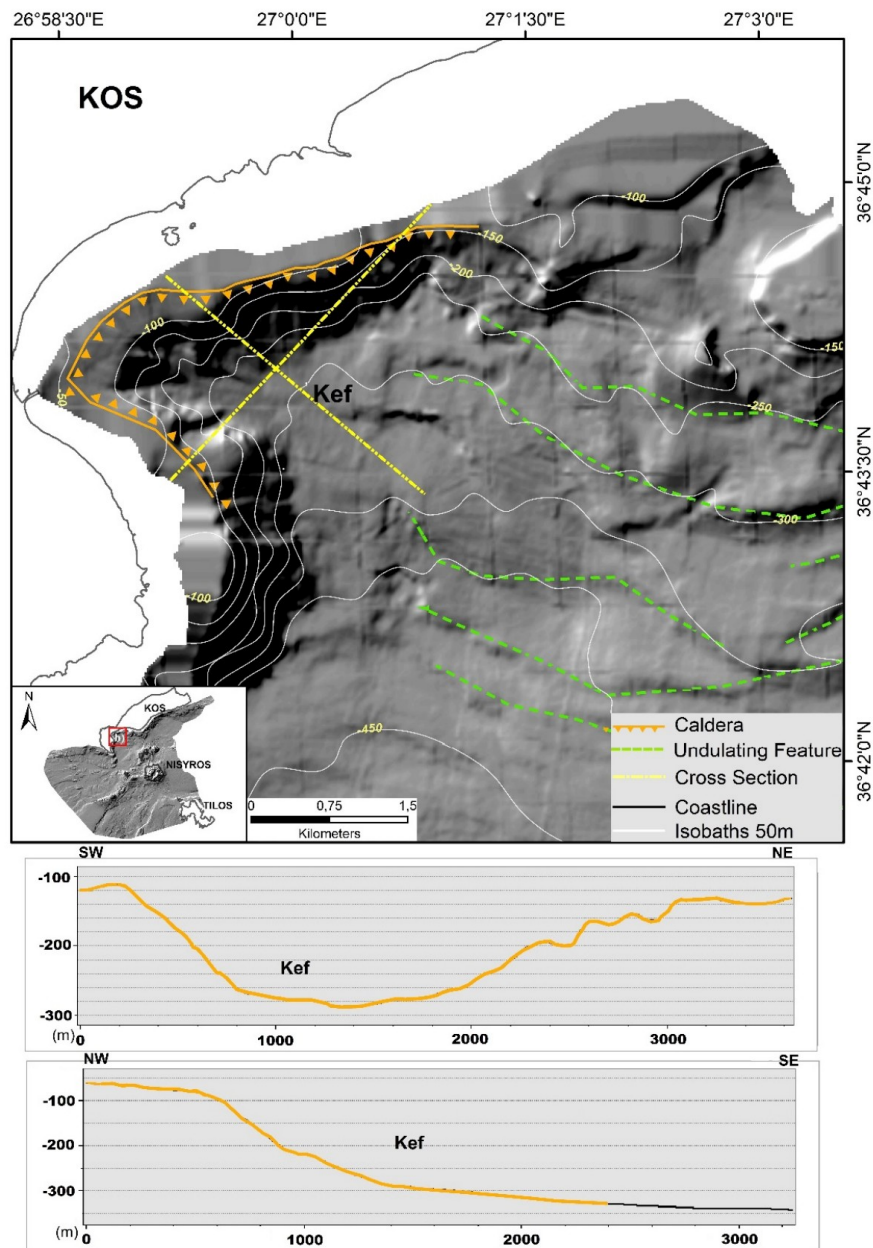 26°58'30"E 27°0'0"E 27°1'30"E 27°3'0"E
KOS
36°45'0"N
-100
-150
-200
-100
-50
-150
Kef
-250
36°43'30"N
-300
-100
-450
36°42'0"N
N
KOS
NISYROS
TILOS
0 0,75 1,5
Kilometers
Caldera
Undulating Feature
Cross Section
Coastline
Isobaths 50m
SW NE
-100
-200
Kef
-300
(m) 0 1000 2000 3000
NW SE
-100
-200
Kef
-300
(m) 0 1000 2000 3000